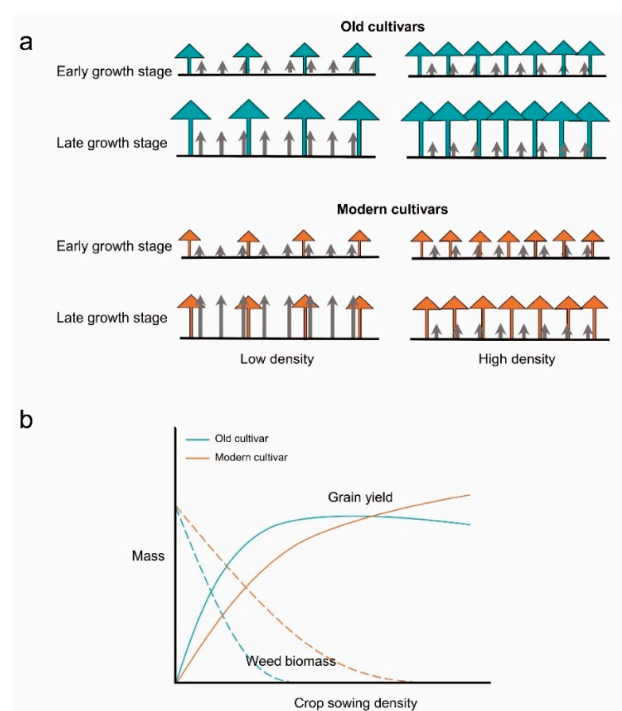 a
Old cultivars
Early growth stage
Late growth stage
Modern cultivars
Early growth stage
Late growth stage
Low density
High density
b
Old cultivar
Modern cultivar
Grain yield
Mass
Weed biomass
Crop sowing density